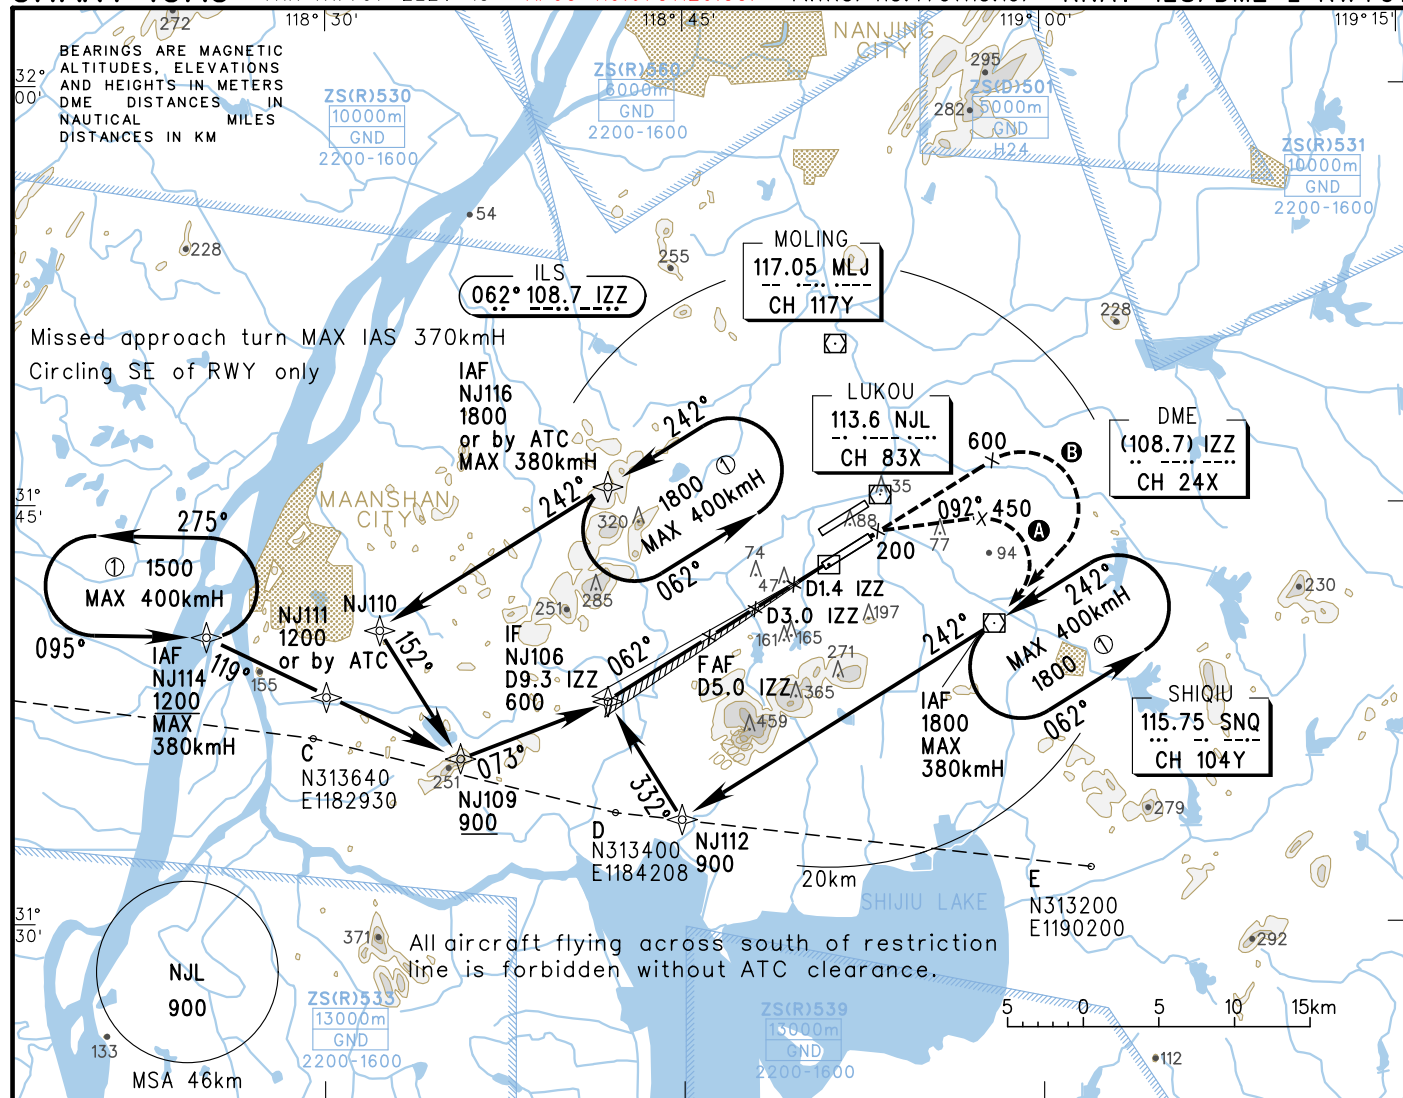 118°30'
118°45'
119°00'
119°15'
BEARINGS ARE MAGNETIC
ALTITUDES, ELEVATIONS
AND HEIGHTS IN METERS
DME DISTANCES IN
NAUTICAL MILES
DISTANCES IN KM
272
32°
00'
ZS(R)530
10000m
GND
2200-1600
ZS(R)560
6000m
GND
2200-1600
NANJING
CITY
295
282
ZS(D)501
5000m
GND
H24
ZS(R)531
10000m
GND
2200-1600
54
228
255
228
ILS
062° 108.7 IZZ
MOLING
117.05 MLJ
CH 117Y
Missed approach turn MAX IAS 370kmH
Circling SE of RWY only
IAF
NJ116
1800
or by ATC
MAX 380kmH
242°
1800 ①
MAX 400kmH
062°
242°
320
285
251
LUKOU
113.6 NJL
CH 83X
DME
(108.7) IZZ
CH 24X
600
B
092° 450
A
35
88
77
94
200
31°
45'
MAANSHAN
CITY
275°
① 1500
MAX 400kmH
095°
IAF
NJ114
1200
MAX
380kmH
119°
155
NJ111
1200
or by ATC
NJ110
152°
IF
NJ106
D9.3 IZZ
600
062°
74
47
D1.4 IZZ
D3.0 IZZ
161
165
197
FAF
D5.0 IZZ
271
365
459
242°
242°
MAX 400kmH
1800 ①
062°
230
IAF
1800
MAX
380kmH
SHIQIU
115.75 SNQ
CH 104Y
279
C
N313640
E1182930
251
073°
NJ109
900
332°
D
N313400
E1184208
NJ112
900
20km
E
N313200
E1190200
SHIJIU LAKE
31°
30'
NJL
900
MSA 46km
133
371
All aircraft flying across south of restriction
line is forbidden without ATC clearance.
ZS(R)533
13000m
GND
2200-1600
ZS(R)539
13000m
GND
2200-1600
292
5 0 5 10 15km
112